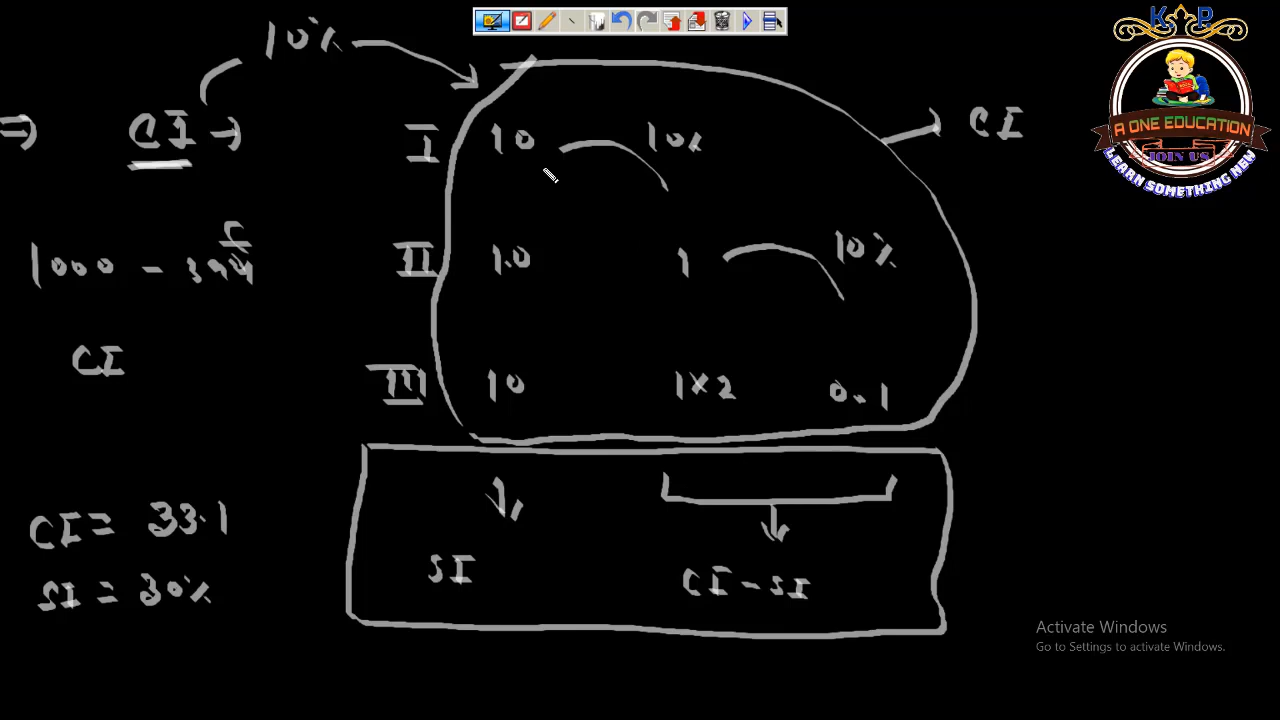 10%
⇒ CI → I 10 10% → CI
II 10 1 10%
1000 -
CI
III 10 1×2 0.1
SI CI-SI
CI = 33.1
SI = 30%
KP
A ONE EDUCATION
JOIN US
LEARN SOMETHING NEW
Activate Windows
Go to Settings to activate Windows.